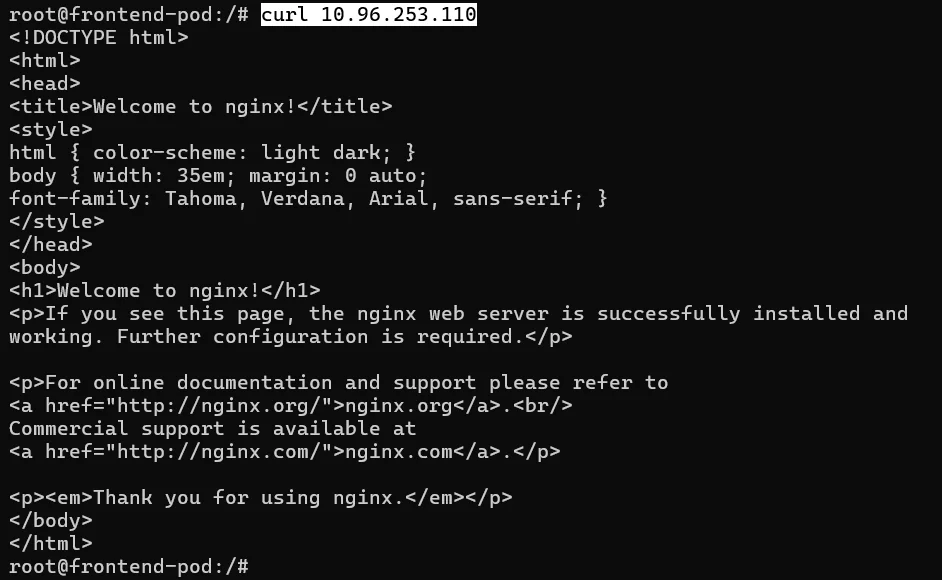 root@frontend-pod:/# curl 10.96.253.110
<!DOCTYPE html>
<html>
<head>
<title>Welcome to nginx!</title>
<style>
html { color-scheme: light dark; }
body { width: 35em; margin: 0 auto;
font-family: Tahoma, Verdana, Arial, sans-serif; }
</style>
</head>
<body>
<h1>Welcome to nginx!</h1>
<p>If you see this page, the nginx web server is successfully installed and
working. Further configuration is required.</p>

<p>For online documentation and support please refer to
<a href="http://nginx.org/">nginx.org</a>.<br/>
Commercial support is available at
<a href="http://nginx.com/">nginx.com</a>.</p>

<p><em>Thank you for using nginx.</em></p>
</body>
</html>
root@frontend-pod:/#